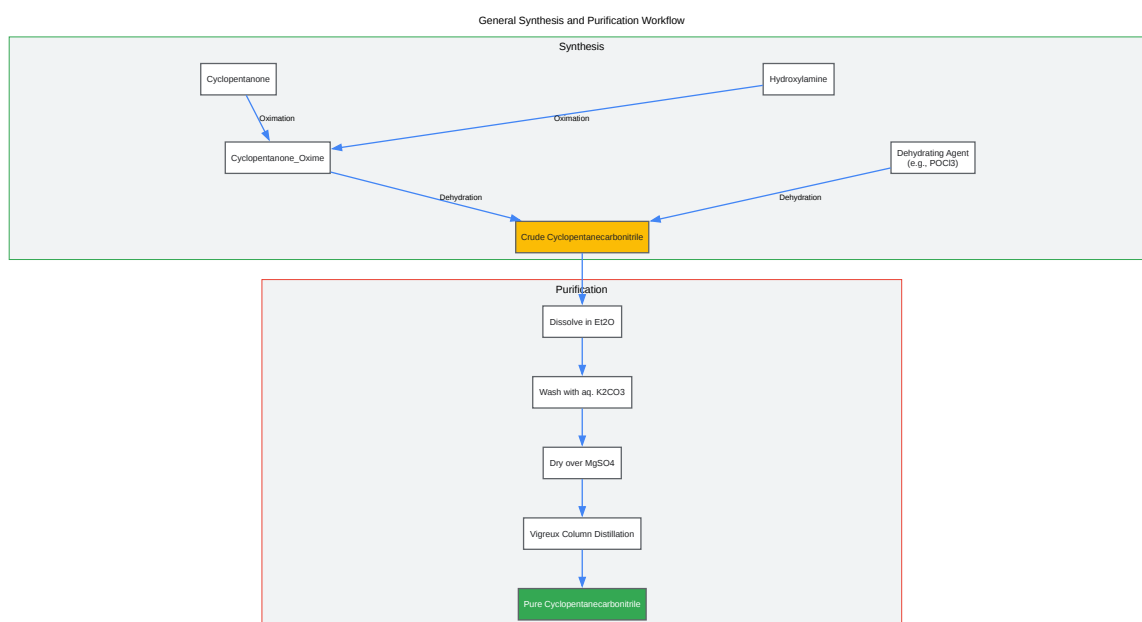 General Synthesis and Purification Workflow
Synthesis
Cyclopentanone
Hydroxylamine
Oximation
Oximation
Cyclopentanone_Oxime
Dehydrating Agent
(e.g., POCl3)
Dehydration
Dehydration
Crude Cyclopentanecarbonitrile
Purification
Dissolve in Et2O
Wash with aq. K2CO3
Dry over MgSO4
Vigreux Column Distillation
Pure Cyclopentanecarbonitrile